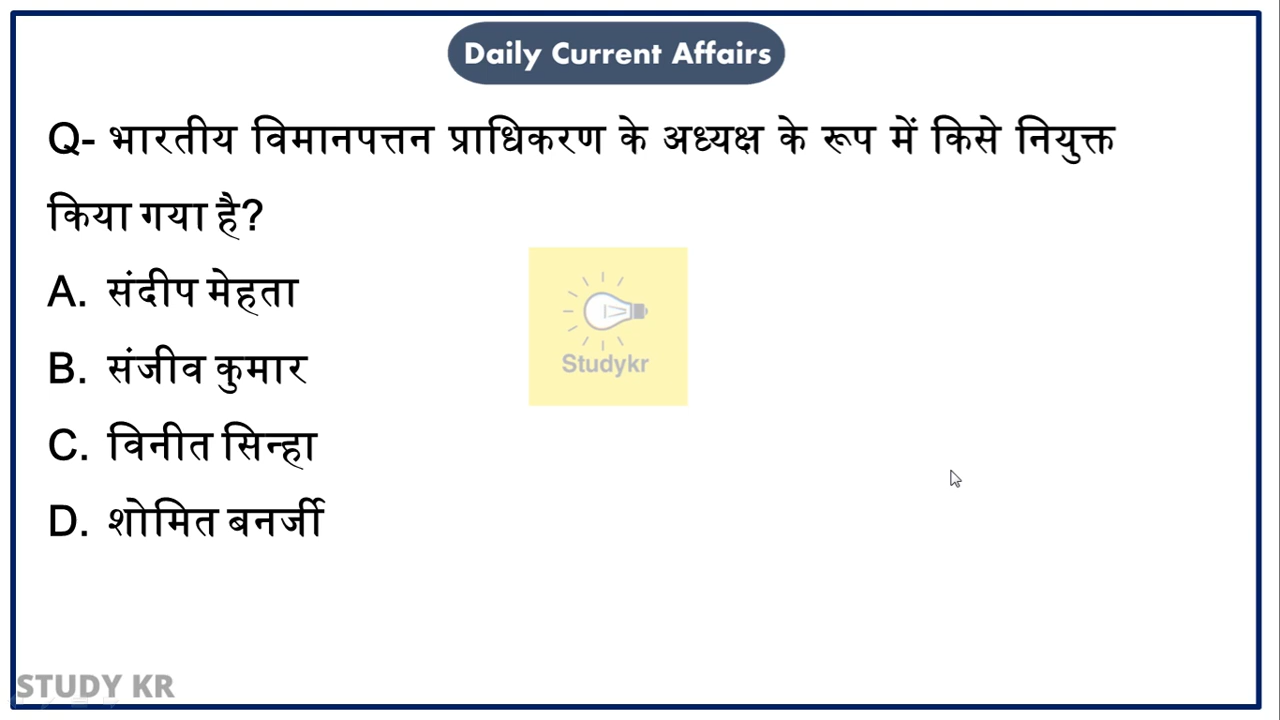 Daily Current Affairs
Q- भारतीय विमानपत्तन प्राधिकरण के अध्यक्ष के रूप में किसे नियुक्त
किया गया है?
A. संदीप मेहता
B. संजीव कुमार
C. विनीत सिन्हा
D. शोमित बनर्जी
Studykr
STUDY KR